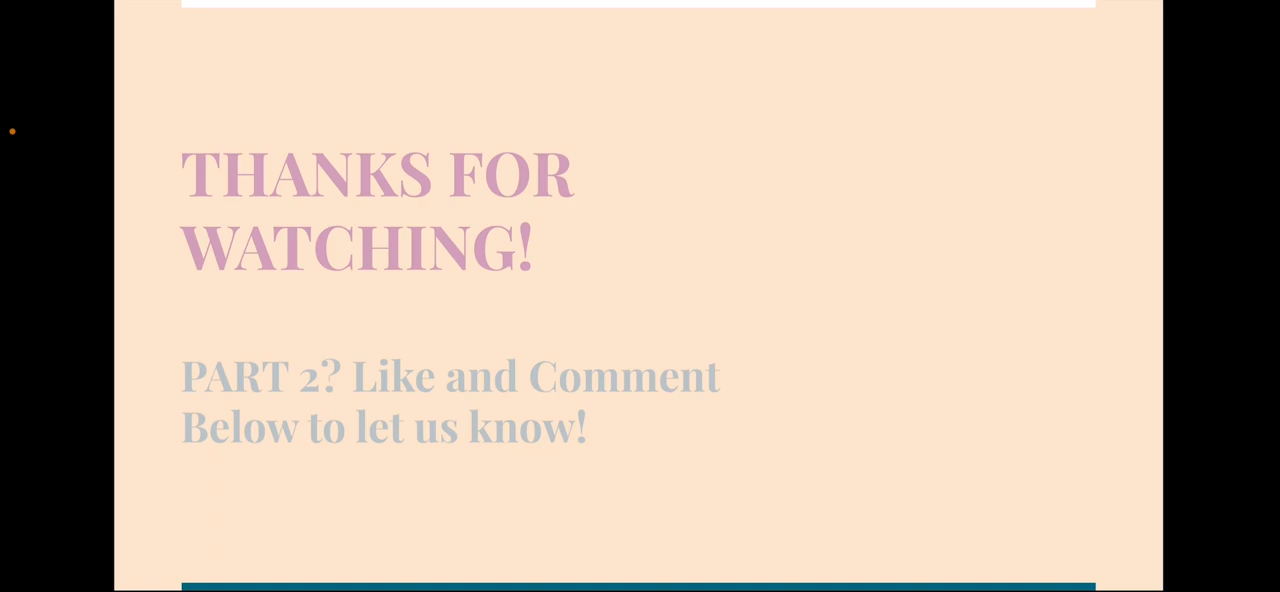 THANKS FOR
WATCHING!
PART 2? Like and Comment
Below to let us know!